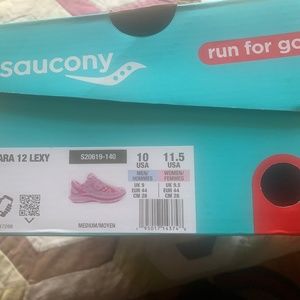 saucony
run for go
ARA 12 LEXY
S20619-140
10
USA
11.5
USA
MEN/
HOMMES
WOMEN/
FEMMES
UK 9
EUR 44
CM 28
UK 9.5
EUR 44
CM 28
MEDIUM/MOYEN